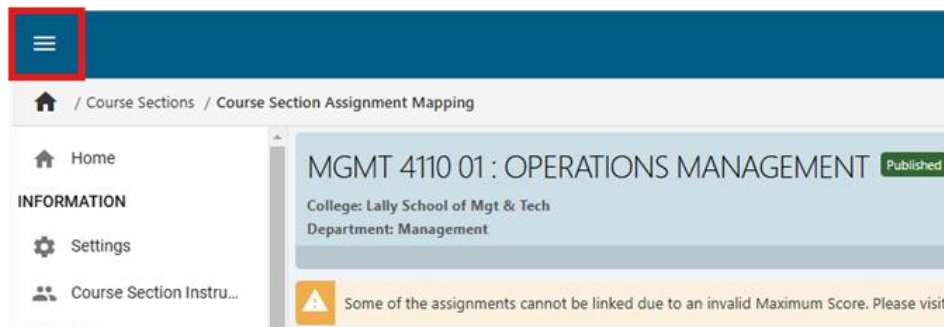 / Course Sections / Course Section Assignment Mapping
Home
INFORMATION
Settings
Course Section Instru...
MGMT 4110 01 : OPERATIONS MANAGEMENT Published
College: Lally School of Mgt & Tech
Department: Management
Some of the assignments cannot be linked due to an invalid Maximum Score. Please visit